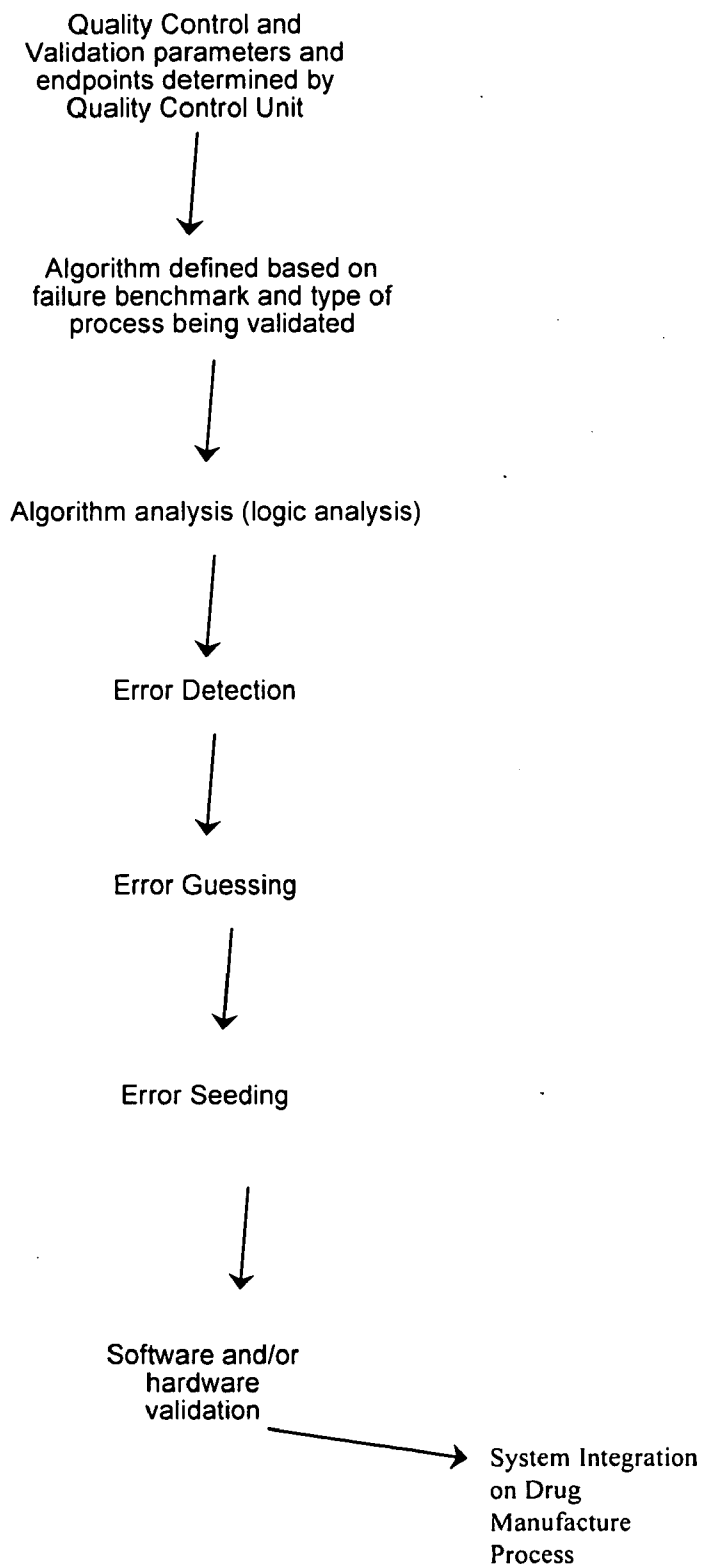 Quality Control and
Validation parameters and
endpoints determined by
Quality Control Unit
Algorithm defined based on
failure benchmark and type of
process being validated
Algorithm analysis (logic analysis)
Error Detection
Error Guessing
Error Seeding
Software and/or
hardware
validation
System Integration
on Drug
Manufacture
Process